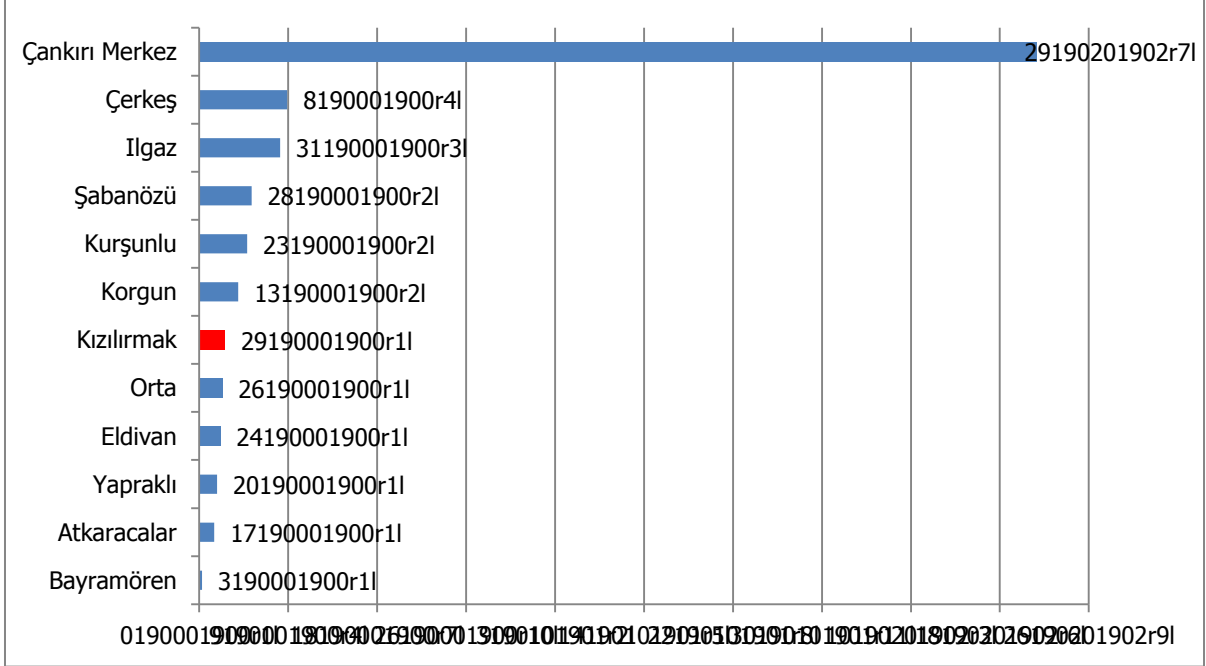 Çankırı Merkez 29190201902r7l
Çerkeş 8190001900r4l
Ilgaz 31190001900r3l
Şabanözü 28190001900r2l
Kurşunlu 23190001900r2l
Korgun 13190001900r2l
Kızılırmak 29190001900r1l
Orta 26190001900r1l
Eldivan 24190001900r1l
Yapraklı 20190001900r1l
Atkaracalar 17190001900r1l
Bayramören 3190001900r1l